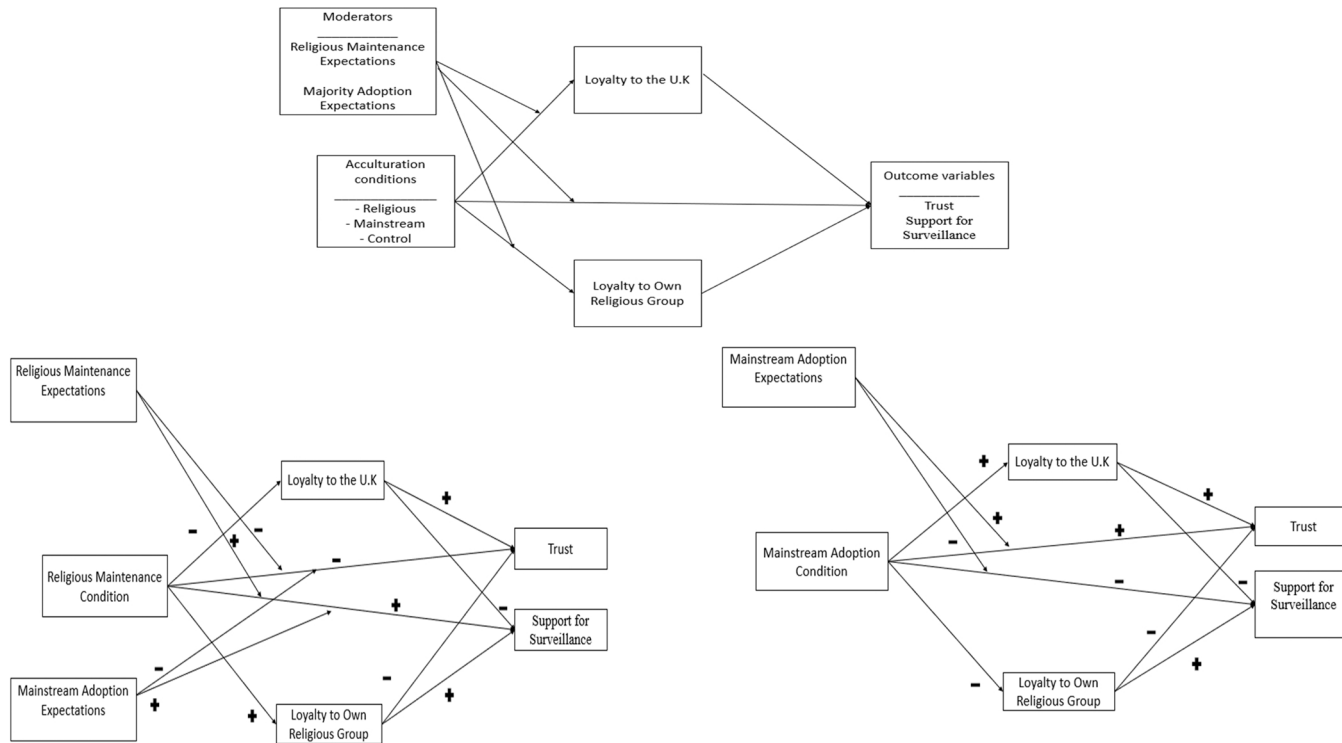 Moderators
Religious Maintenance
Expectations
Majority Adoption
Expectations
Loyalty to the U.K
Acculturation
conditions
- Religious
- Mainstream
- Control
Outcome variables
Trust
Support for
Surveillance
Loyalty to Own
Religious Group
Religious Maintenance
Expectations
Loyalty to the U.K
+
-
-
+
-
Trust
Religious Maintenance
Condition
+
-
Support for
Surveillance
-
-
+
Mainstream Adoption
Expectations
+
+
Loyalty to Own
Religious Group
Mainstream Adoption
Expectations
+
Loyalty to the U.K
+
+
-
+
Trust
Mainstream Adoption
Condition
-
-
Support for
Surveillance
-
+
-
Loyalty to Own
Religious Group